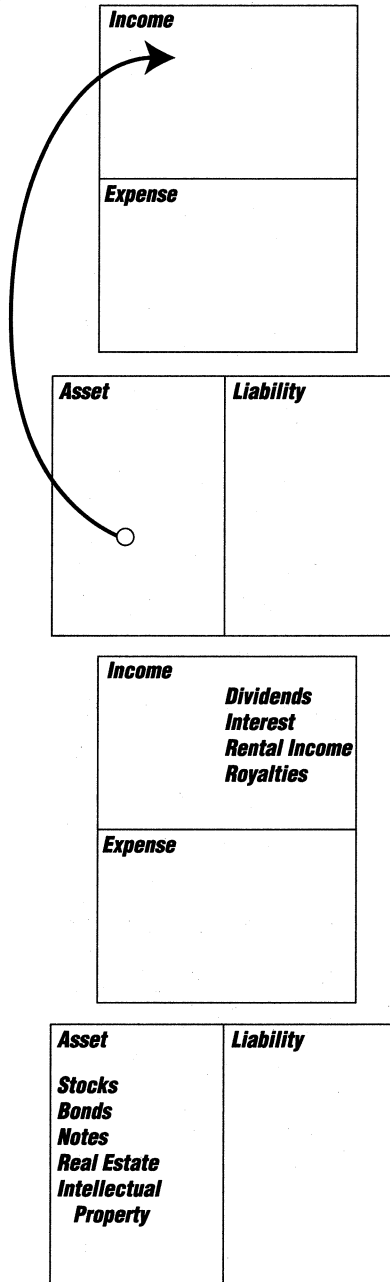 Income
Expense
Asset
Liability
Income
Dividends
Interest
Rental Income
Royalties
Expense
Asset
Liability
Stocks
Bonds
Notes
Real Estate
Intellectual
Property